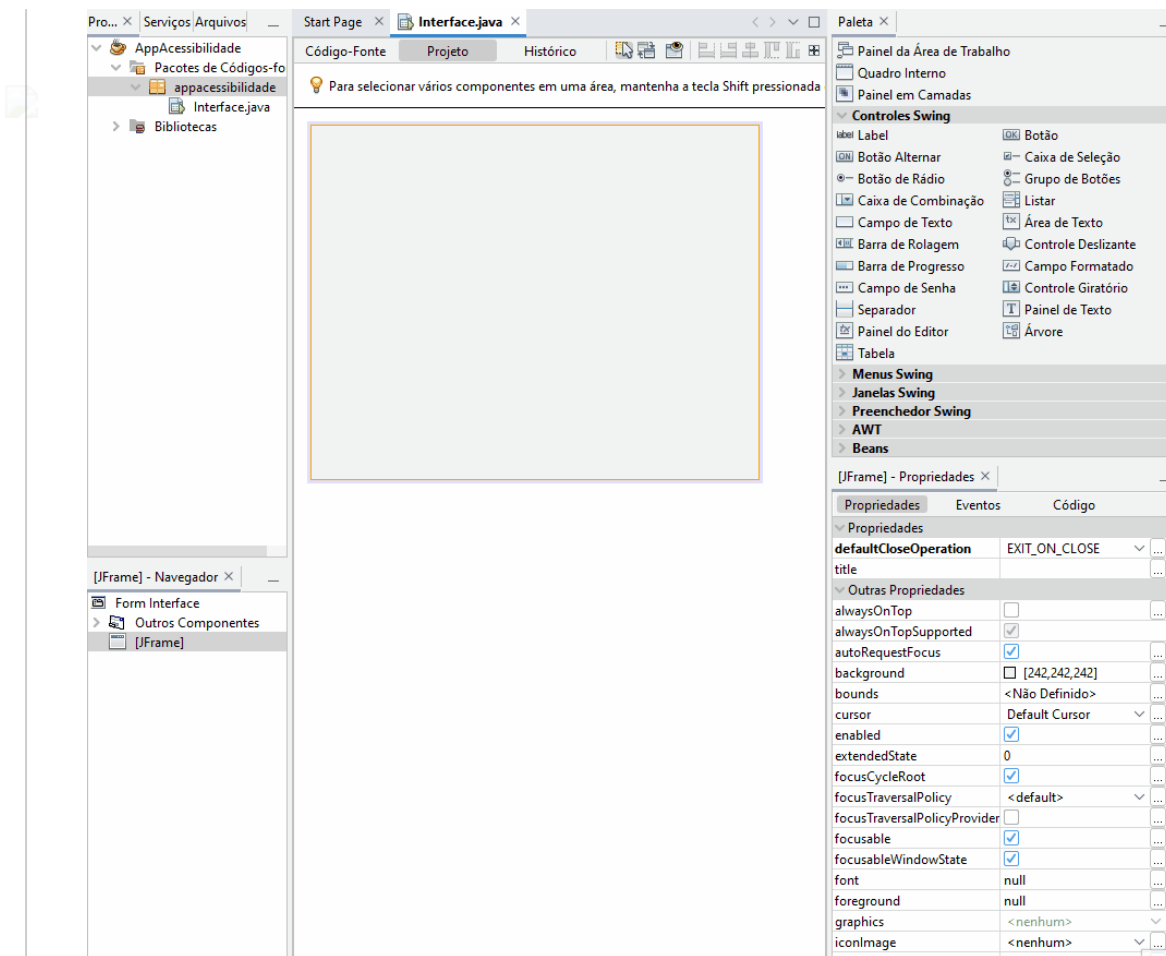 Pro... Serviços Arquivos
AppAcessibilidade
Pacotes de Códigos-fo
appacessibilidade
Interface.java
Bibliotecas
[JFrame] - Navegador
Form Interface
Outros Componentes
[JFrame]
Start Page Interface.java
Código-Fonte Projeto Histórico
Para selecionar vários componentes em uma área, mantenha a tecla Shift pressionada
Paleta
Painel da Área de Trabalho
Quadro Interno
Painel em Camadas
Controles Swing
label Label OK Botão
ON Botão Alternar Caixa de Seleção
Botão de Rádio Grupo de Botões
Caixa de Combinação Listar
Campo de Texto tx Área de Texto
Barra de Rolagem Controle Deslizante
Barra de Progresso Campo Formatado
Campo de Senha Controle Giratório
Separador T Painel de Texto
Painel do Editor Árvore
Tabela
Menus Swing
Janelas Swing
Preenchedor Swing
AWT
Beans
[JFrame] - Propriedades
Propriedades Eventos Código
Propriedades
defaultCloseOperation EXIT_ON_CLOSE ...
title ...
Outras Propriedades
alwaysOnTop ...
alwaysOnTopSupported
autoRequestFocus ...
background [242,242,242] ...
bounds <Não Definido> ...
cursor Default Cursor ...
enabled ...
extendedState 0 ...
focusCycleRoot ...
focusTraversalPolicy <default> ...
focusTraversalPolicyProvider ...
focusable ...
focusableWindowState ...
font null ...
foreground null ...
graphics <nenhum>
iconImage <nenhum> ...